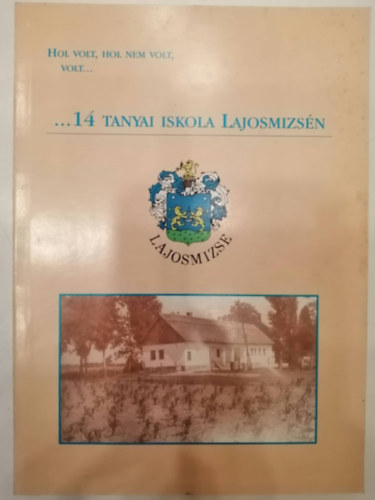 Hol volt, hol nem volt,
volt...
...14 tanyai iskola Lajosmizsén
LAJOSMIZSE